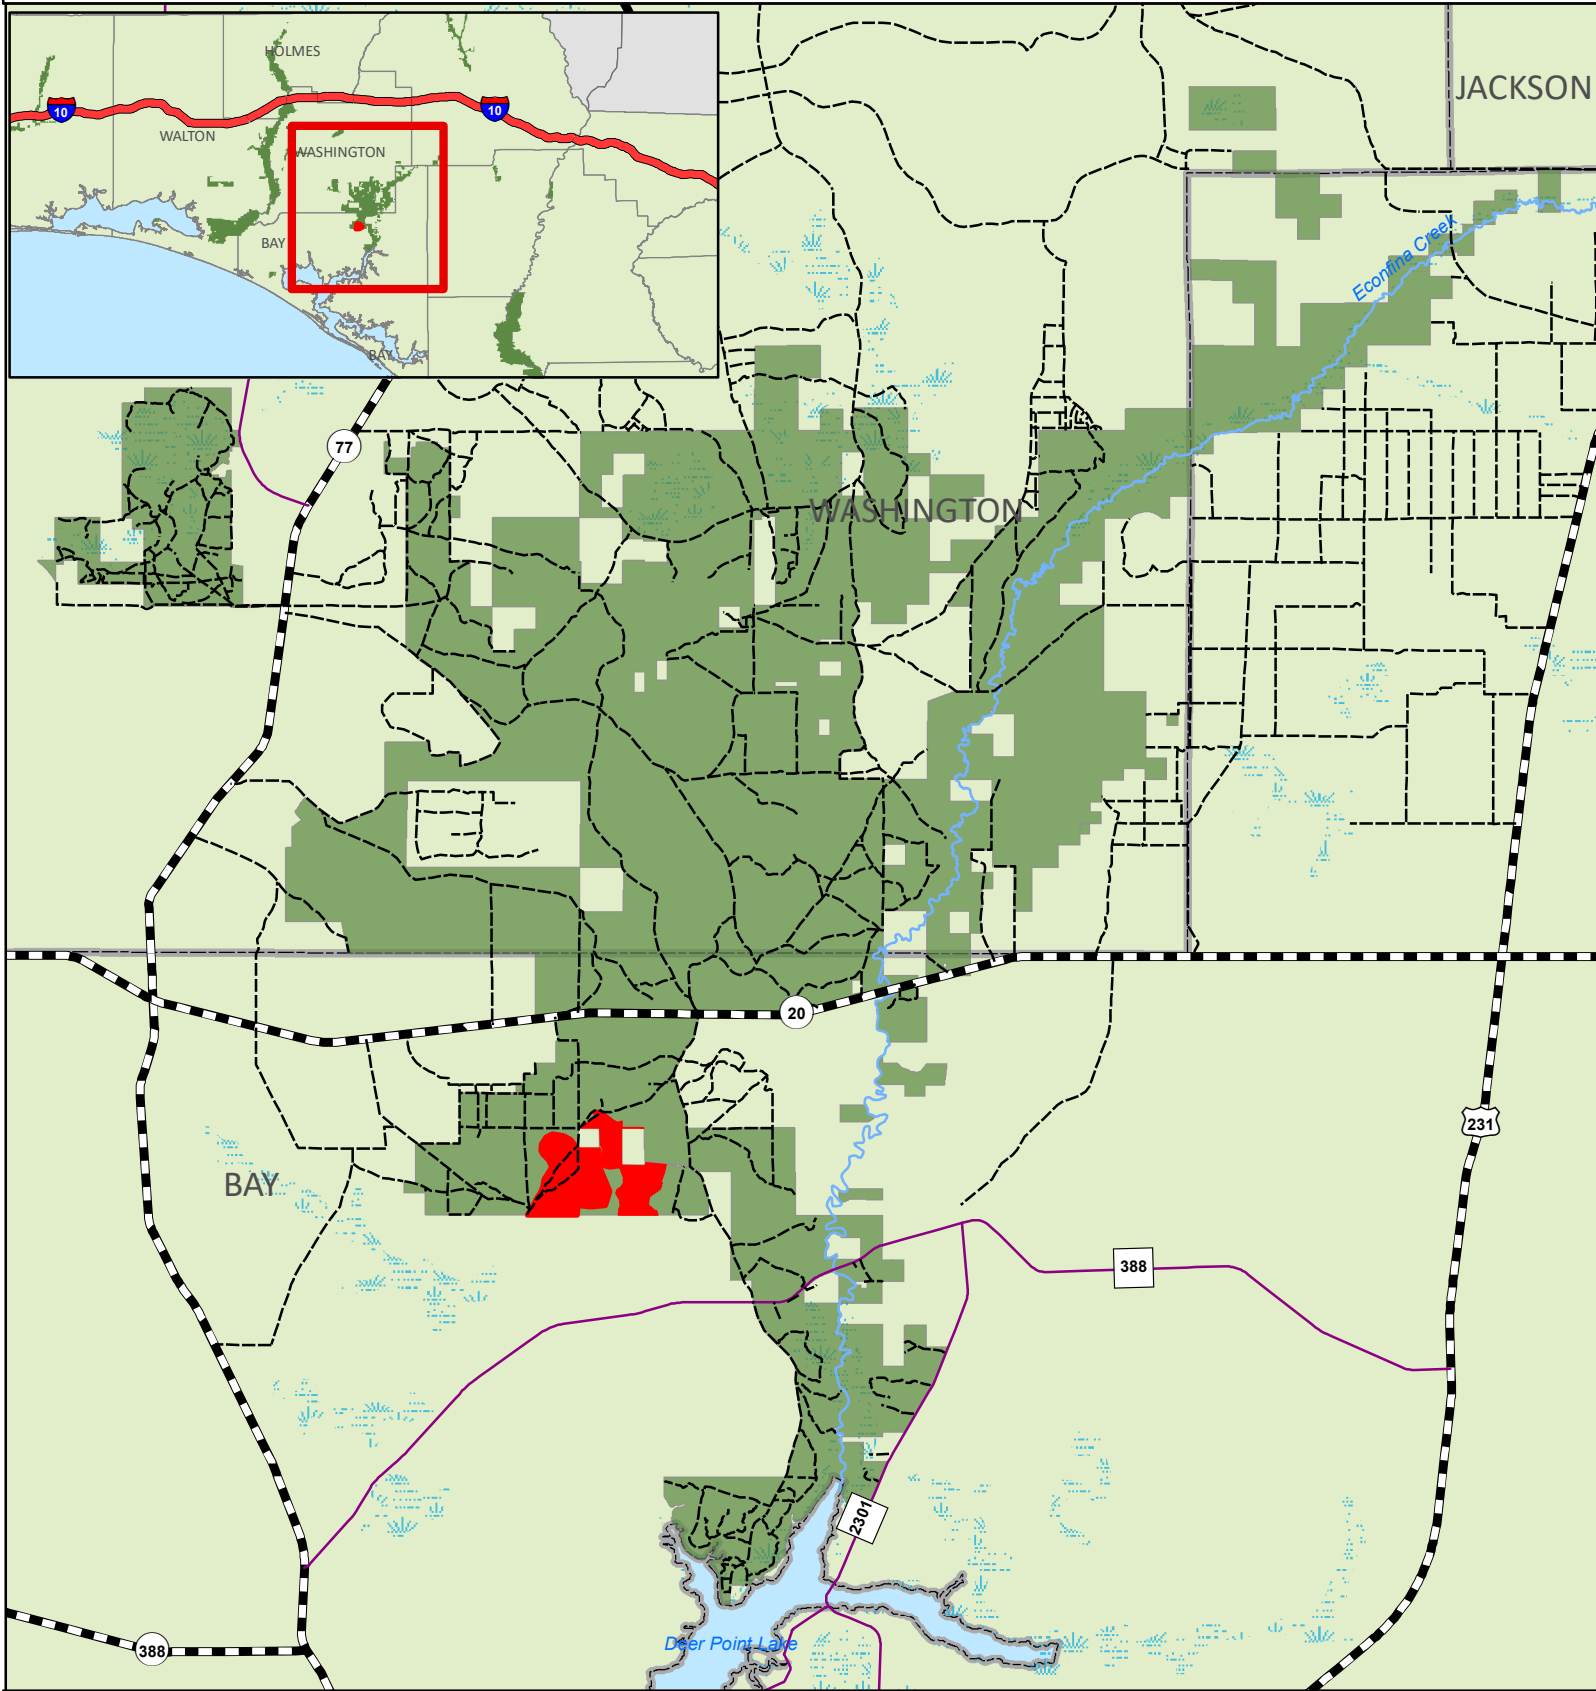 HOLMES
10
10
WALTON
WASHINGTON
BAY
BAY
JACKSON
Econfina Creek
77
WASHINGTON
20
231
BAY
388
2301
Deer Point Lake
388